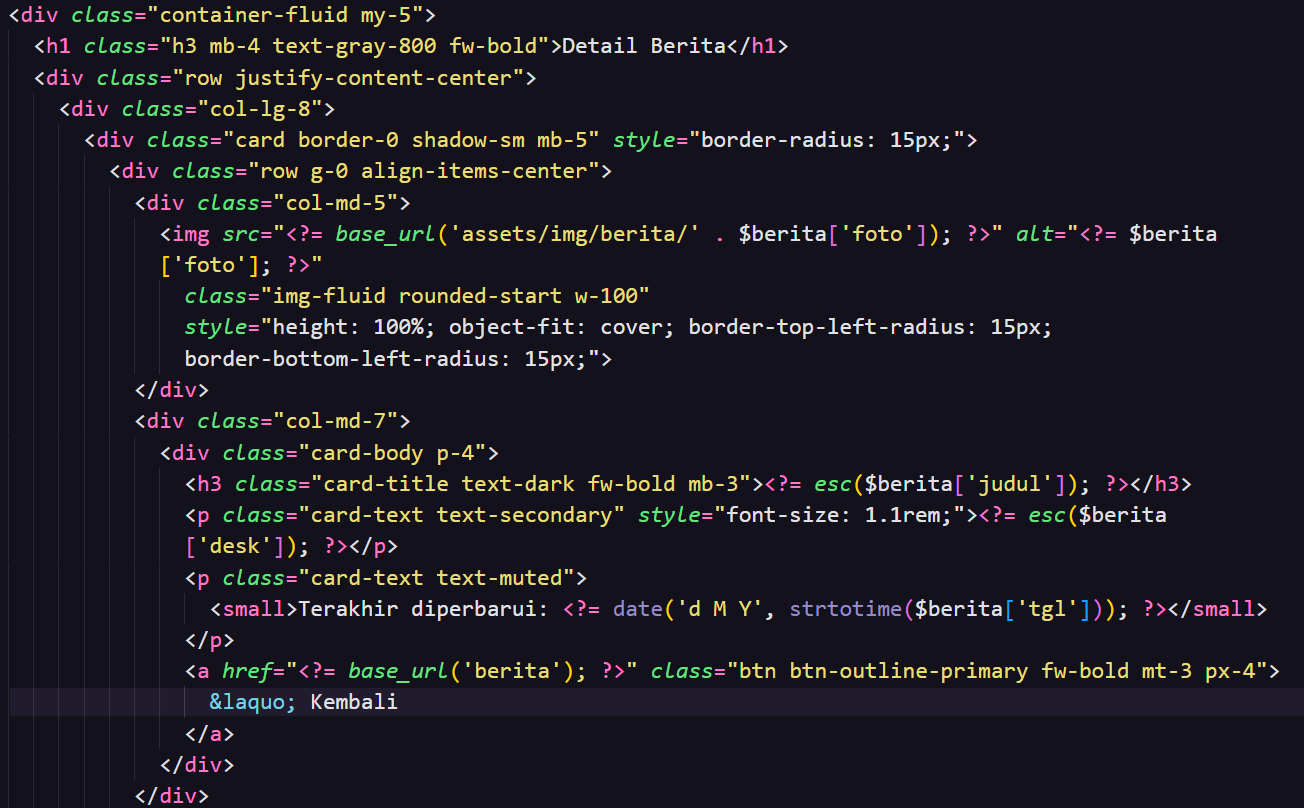 <div class="container-fluid my-5">
<h1 class="h3 mb-4 text-gray-800 fw-bold">Detail Berita</h1>
<div class="row justify-content-center">
<div class="col-lg-8">
<div class="card border-0 shadow-sm mb-5" style="border-radius: 15px;">
<div class="row g-0 align-items-center">
<div class="col-md-5">
<img src="<?= base_url('assets/img/berita/' . $berita['foto']); ?>" alt="<?= $berita
['foto']; ?>"
class="img-fluid rounded-start w-100"
style="height: 100%; object-fit: cover; border-top-left-radius: 15px;
border-bottom-left-radius: 15px;">
</div>
<div class="col-md-7">
<div class="card-body p-4">
<h3 class="card-title text-dark fw-bold mb-3"><?= esc($berita['judul']); ?></h3>
<p class="card-text text-secondary" style="font-size: 1.1rem;"><?= esc($berita
['desk']); ?></p>
<p class="card-text text-muted">
<small>Terakhir diperbarui: <?= date('d M Y', strtotime($berita['tgl'])); ?></small>
</p>
<a href="<?= base_url('berita'); ?>" class="btn btn-outline-primary fw-bold mt-3 px-4">
&laquo; Kembali
</a>
</div>
</div>